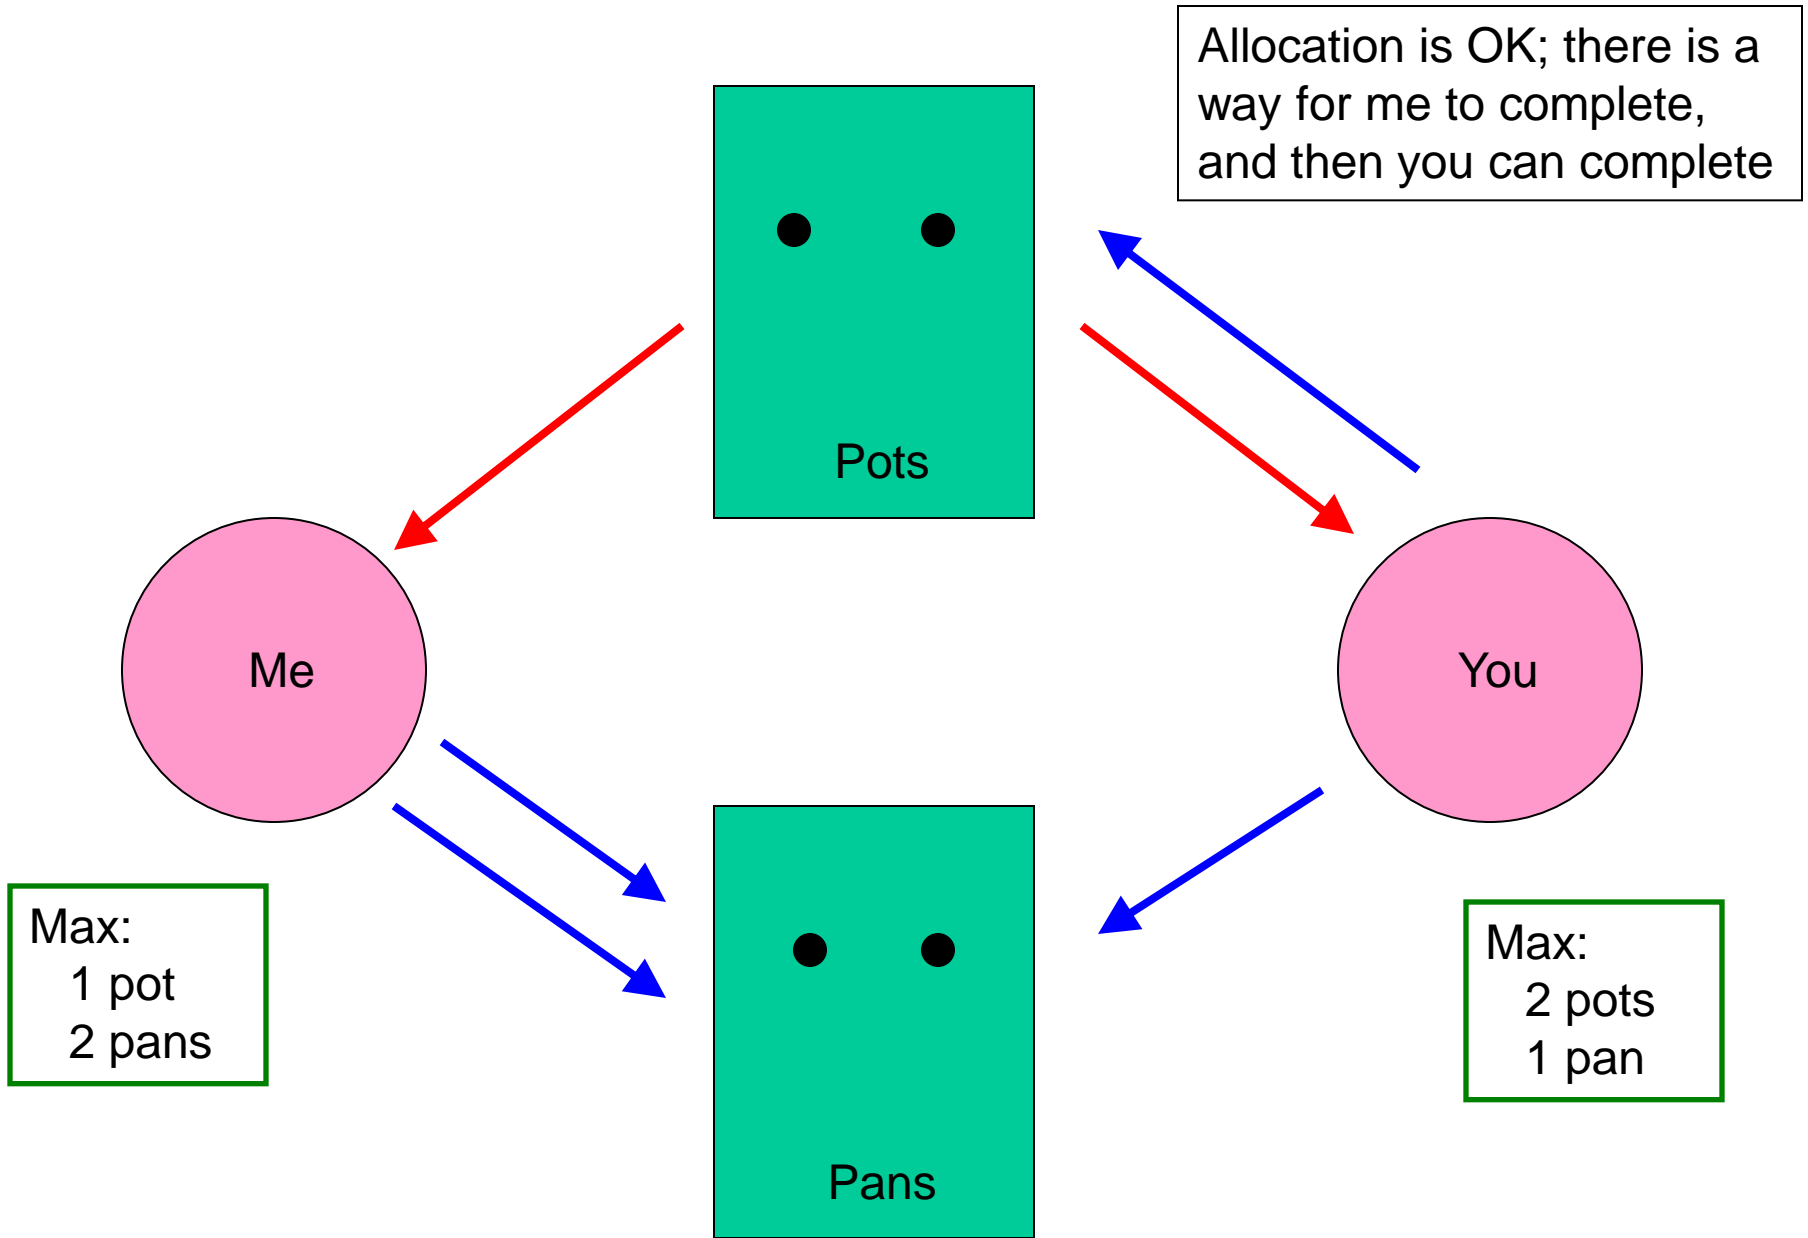 Allocation is OK; there is a
way for me to complete,
and then you can complete
Pots
Me
You
Max:
1 pot
2 pans
Max:
2 pots
1 pan
Pans